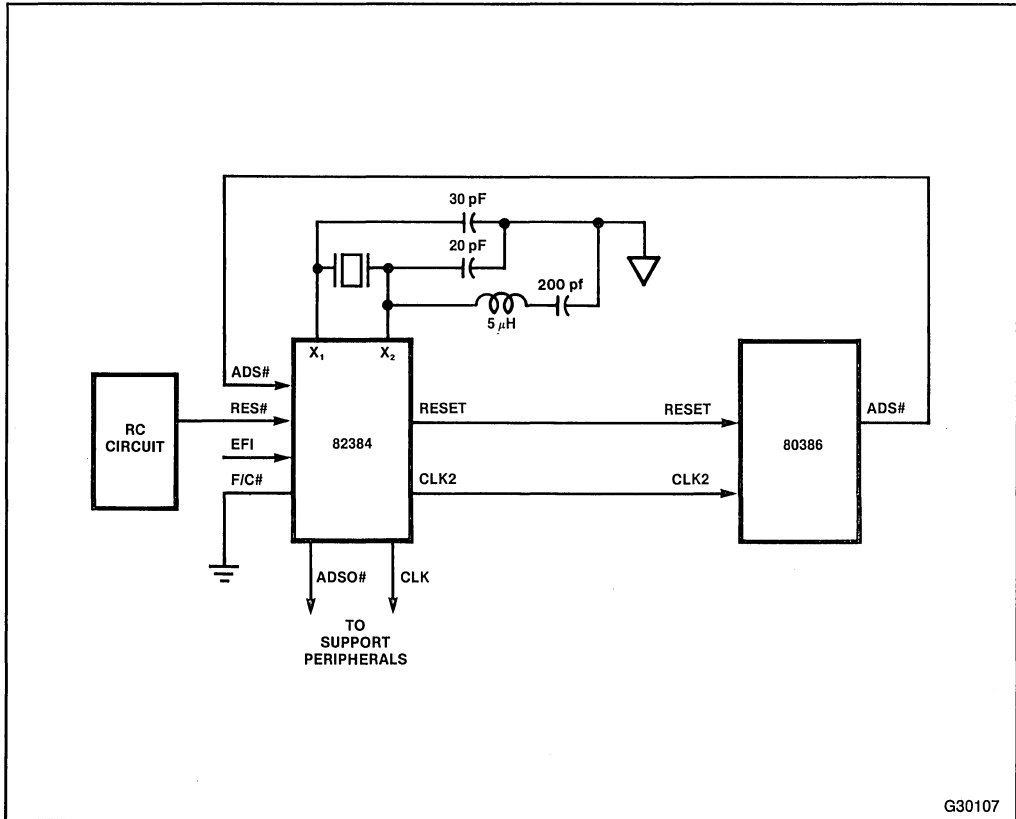 30 pF
20 pF
200 pf
5 μH
X₁
X₂
ADS#
RES#
EFI
F/C#
RC
CIRCUIT
82384
RESET
RESET
CLK2
CLK2
80386
ADS#
ADSO#
CLK
TO
SUPPORT
PERIPHERALS
G30107